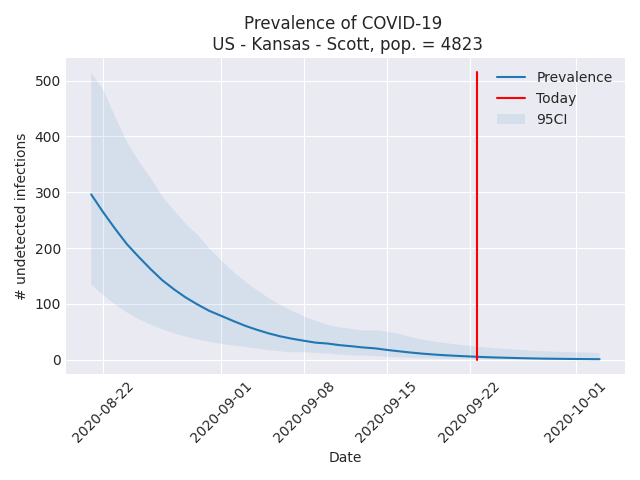 Prevalence of COVID-19
US - Kansas - Scott, pop. = 4823
# undetected infections
500
400
300
200
100
0
Prevalence
Today
95CI
2020-08-22
2020-09-01
2020-09-08
2020-09-15
2020-09-22
2020-10-01
Date